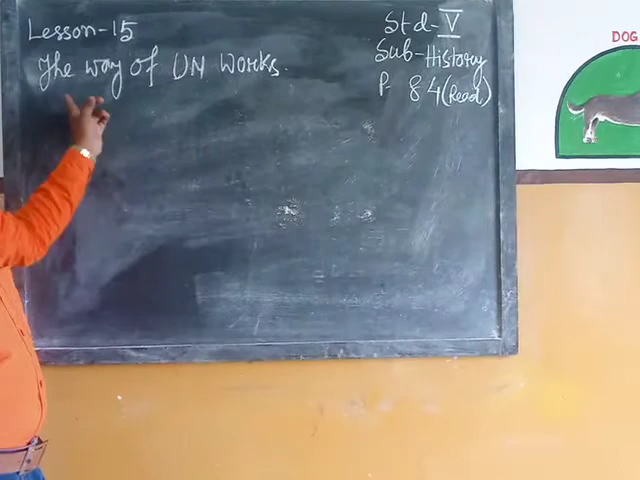 Lesson-15
The way of UN Works.
Std-V
Sub-History
P- 84(Read)
DOG